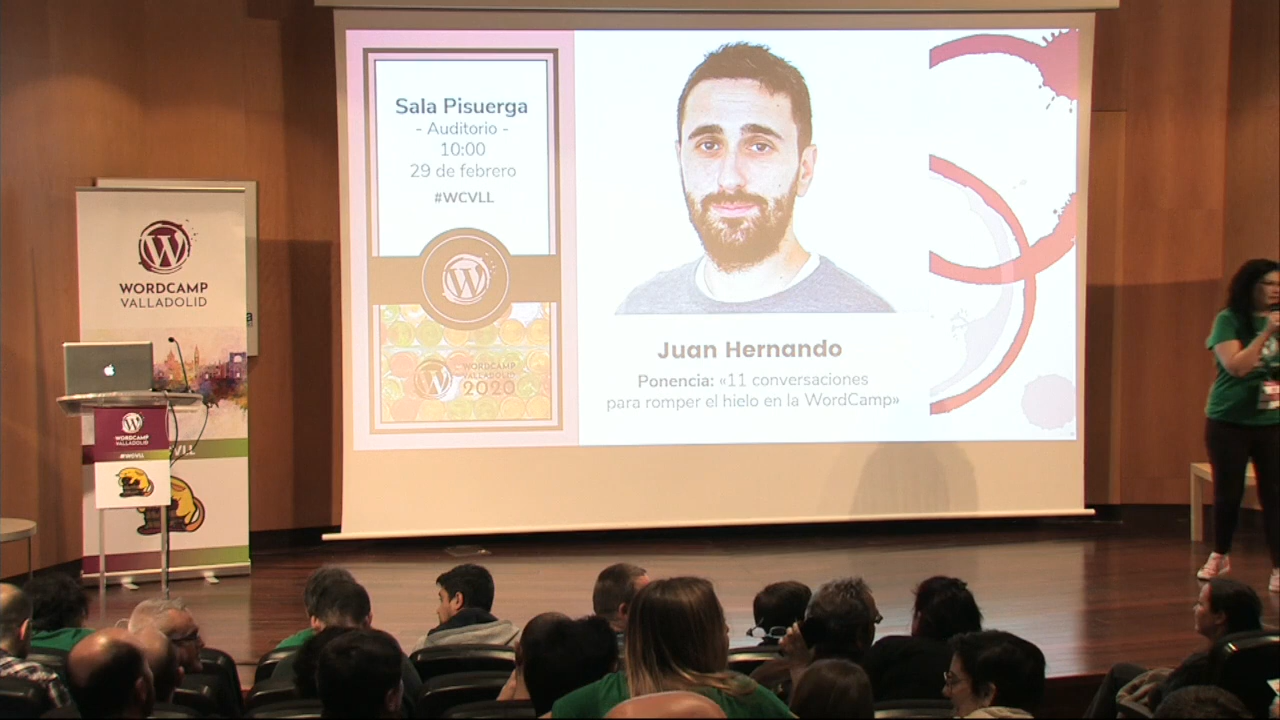 Sala Pisuerga
- Auditorio -
10:00
29 de febrero
#WCVLL
WORDCAMP
VALLADOLID
2020
Juan Hernando
Ponencia: «11 conversaciones
para romper el hielo en la WordCamp»
WORDCAMP
VALLADOLID
WORDCAMP
VALLADOLID
#WCVLL